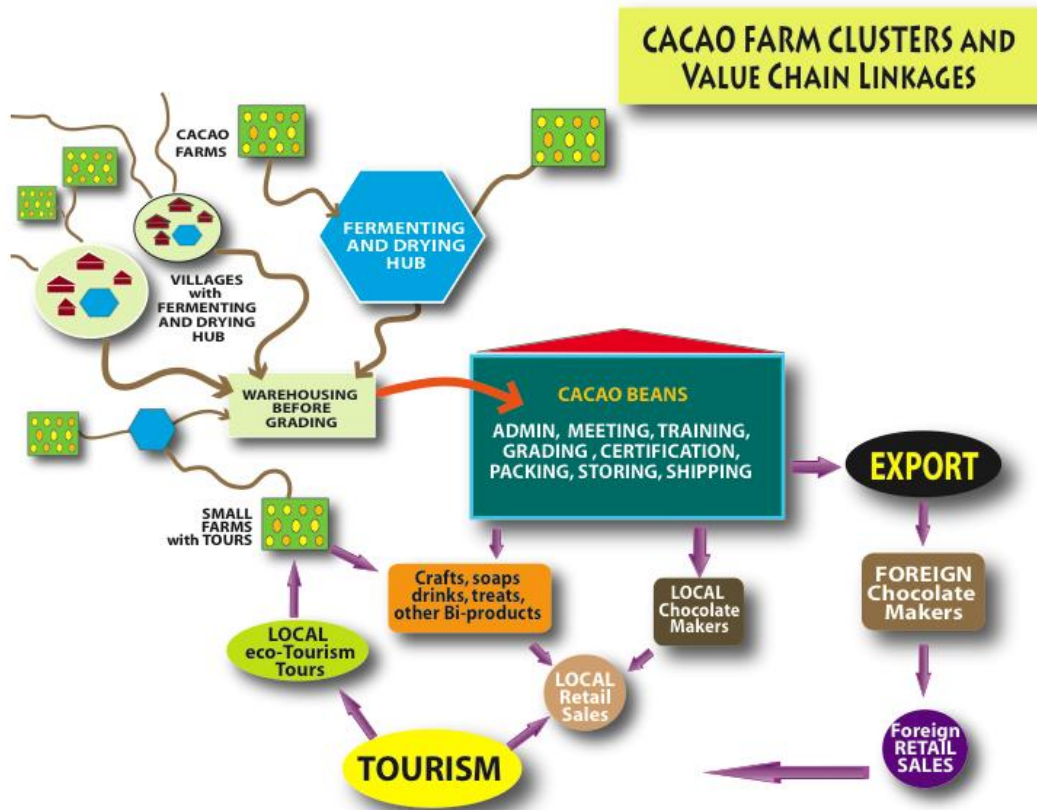 CACAO FARM CLUSTERS AND
VALUE CHAIN LINKAGES
CACAO
FARMS
FERMENTING
AND DRYING
HUB
VILLAGES
with
FERMENTING
AND DRYING
HUB
WAREHOUSING
BEFORE
GRADING
CACAO BEANS
ADMIN, MEETING, TRAINING,
GRADING , CERTIFICATION,
PACKING, STORING, SHIPPING
EXPORT
SMALL
FARMS
with TOURS
Crafts, soaps
drinks, treats,
other Bi-products
LOCAL
Chocolate
Makers
FOREIGN
Chocolate
Makers
LOCAL
eco-Tourism
Tours
LOCAL
Retail
Sales
TOURISM
Foreign
RETAIL
SALES